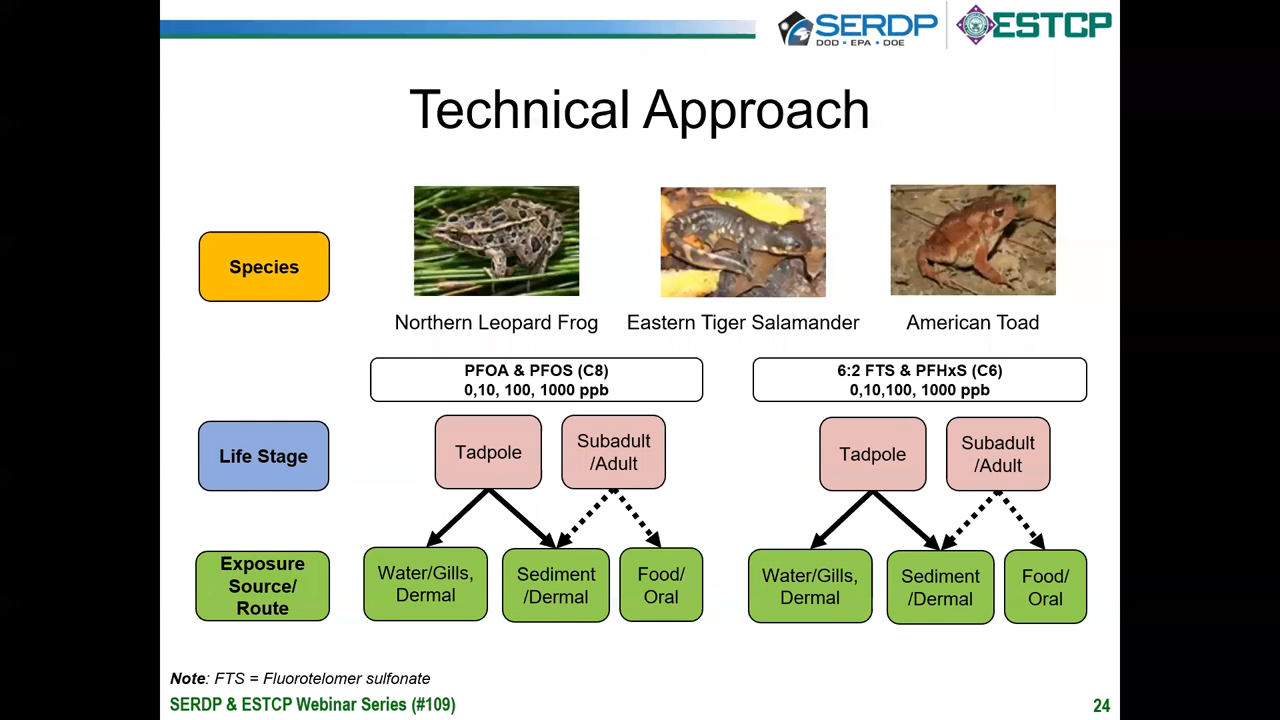 SERDP
DOD • EPA • DOE
ESTCP
Technical Approach
Species
Northern Leopard Frog
Eastern Tiger Salamander
American Toad
PFOA & PFOS (C8)
0,10, 100, 1000 ppb
6:2 FTS & PFHxS (C6)
0,10,100, 1000 ppb
Life Stage
Tadpole
Subadult
/Adult
Tadpole
Subadult
/Adult
Exposure
Source/
Route
Water/Gills,
Dermal
Sediment
/Dermal
Food/
Oral
Water/Gills,
Dermal
Sediment
/Dermal
Food/
Oral
Note: FTS = Fluorotelomer sulfonate
SERDP & ESTCP Webinar Series (#109)
24